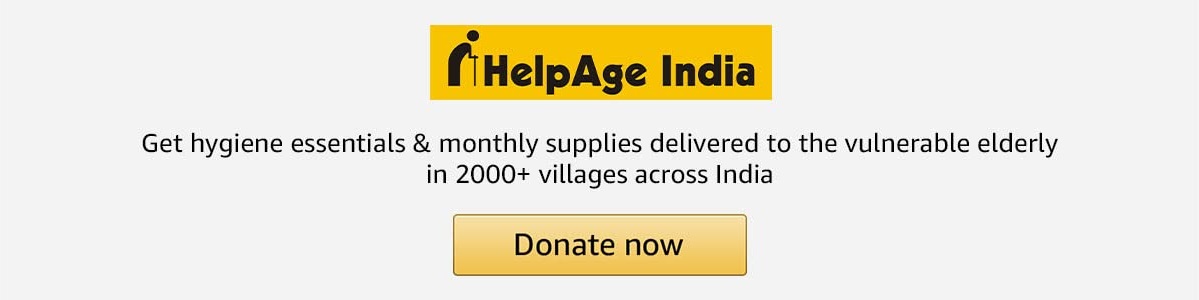 HelpAge India
Get hygiene essentials & monthly supplies delivered to the vulnerable elderly
in 2000+ villages across India
Donate now